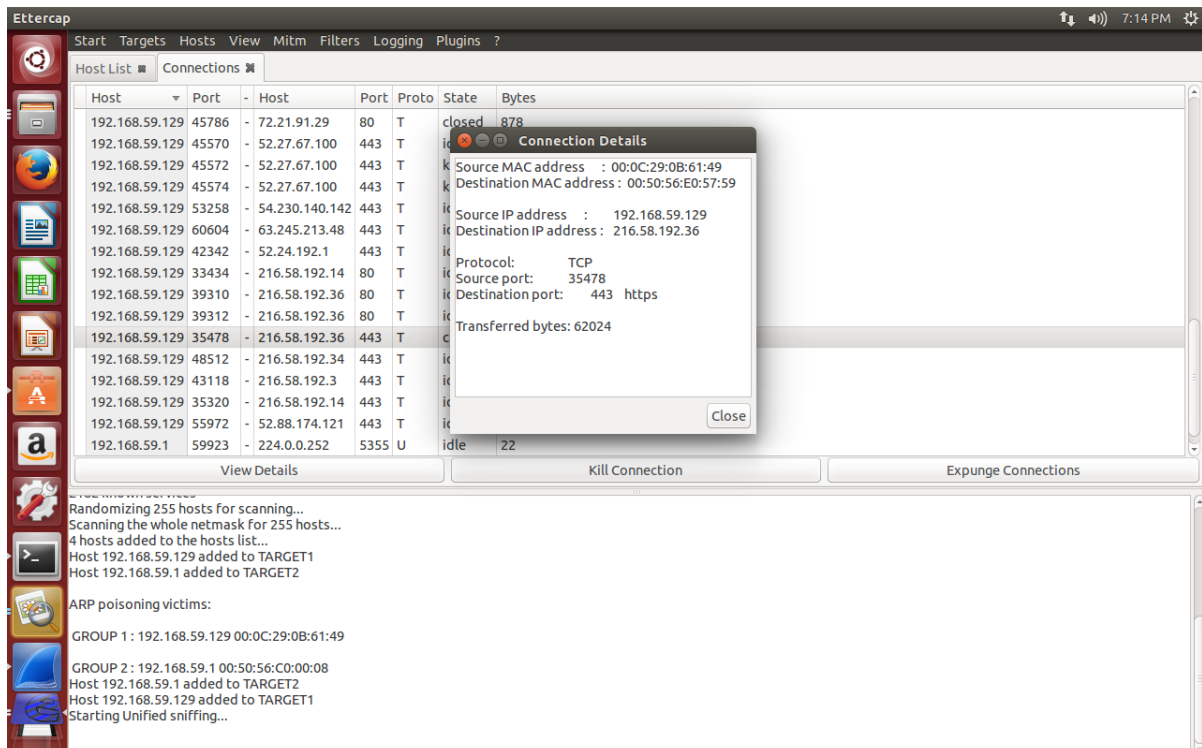 Ettercap
7:14 PM
Start Targets Hosts View Mitm Filters Logging Plugins ?
Host List Connections
Host Port - Host Port Proto State Bytes
192.168.59.129 45786 - 72.21.91.29 80 T closed 878
192.168.59.129 45570 - 52.27.67.100 443 T
192.168.59.129 45572 - 52.27.67.100 443 T
192.168.59.129 45574 - 52.27.67.100 443 T
192.168.59.129 53258 - 54.230.140.142 443 T
192.168.59.129 60604 - 63.245.213.48 443 T
192.168.59.129 42342 - 52.24.192.1 443 T
192.168.59.129 33434 - 216.58.192.14 80 T
192.168.59.129 39310 - 216.58.192.36 80 T
192.168.59.129 39312 - 216.58.192.36 80 T
192.168.59.129 35478 - 216.58.192.36 443 T
192.168.59.129 48512 - 216.58.192.34 443 T
192.168.59.129 43118 - 216.58.192.3 443 T
192.168.59.129 35320 - 216.58.192.14 443 T
192.168.59.129 55972 - 52.88.174.121 443 T
192.168.59.1 59923 - 224.0.0.252 5355 U idle 22
Connection Details
Source MAC address : 00:0C:29:0B:61:49
Destination MAC address : 00:50:56:E0:57:59
Source IP address : 192.168.59.129
Destination IP address : 216.58.192.36
Protocol: TCP
Source port: 35478
Destination port: 443 https
Transferred bytes: 62024
Close
View Details Kill Connection Expunge Connections
Randomizing 255 hosts for scanning...
Scanning the whole netmask for 255 hosts...
4 hosts added to the hosts list...
Host 192.168.59.129 added to TARGET1
Host 192.168.59.1 added to TARGET2
ARP poisoning victims:
GROUP 1 : 192.168.59.129 00:0C:29:0B:61:49
GROUP 2 : 192.168.59.1 00:50:56:C0:00:08
Host 192.168.59.1 added to TARGET2
Host 192.168.59.129 added to TARGET1
Starting Unified sniffing...